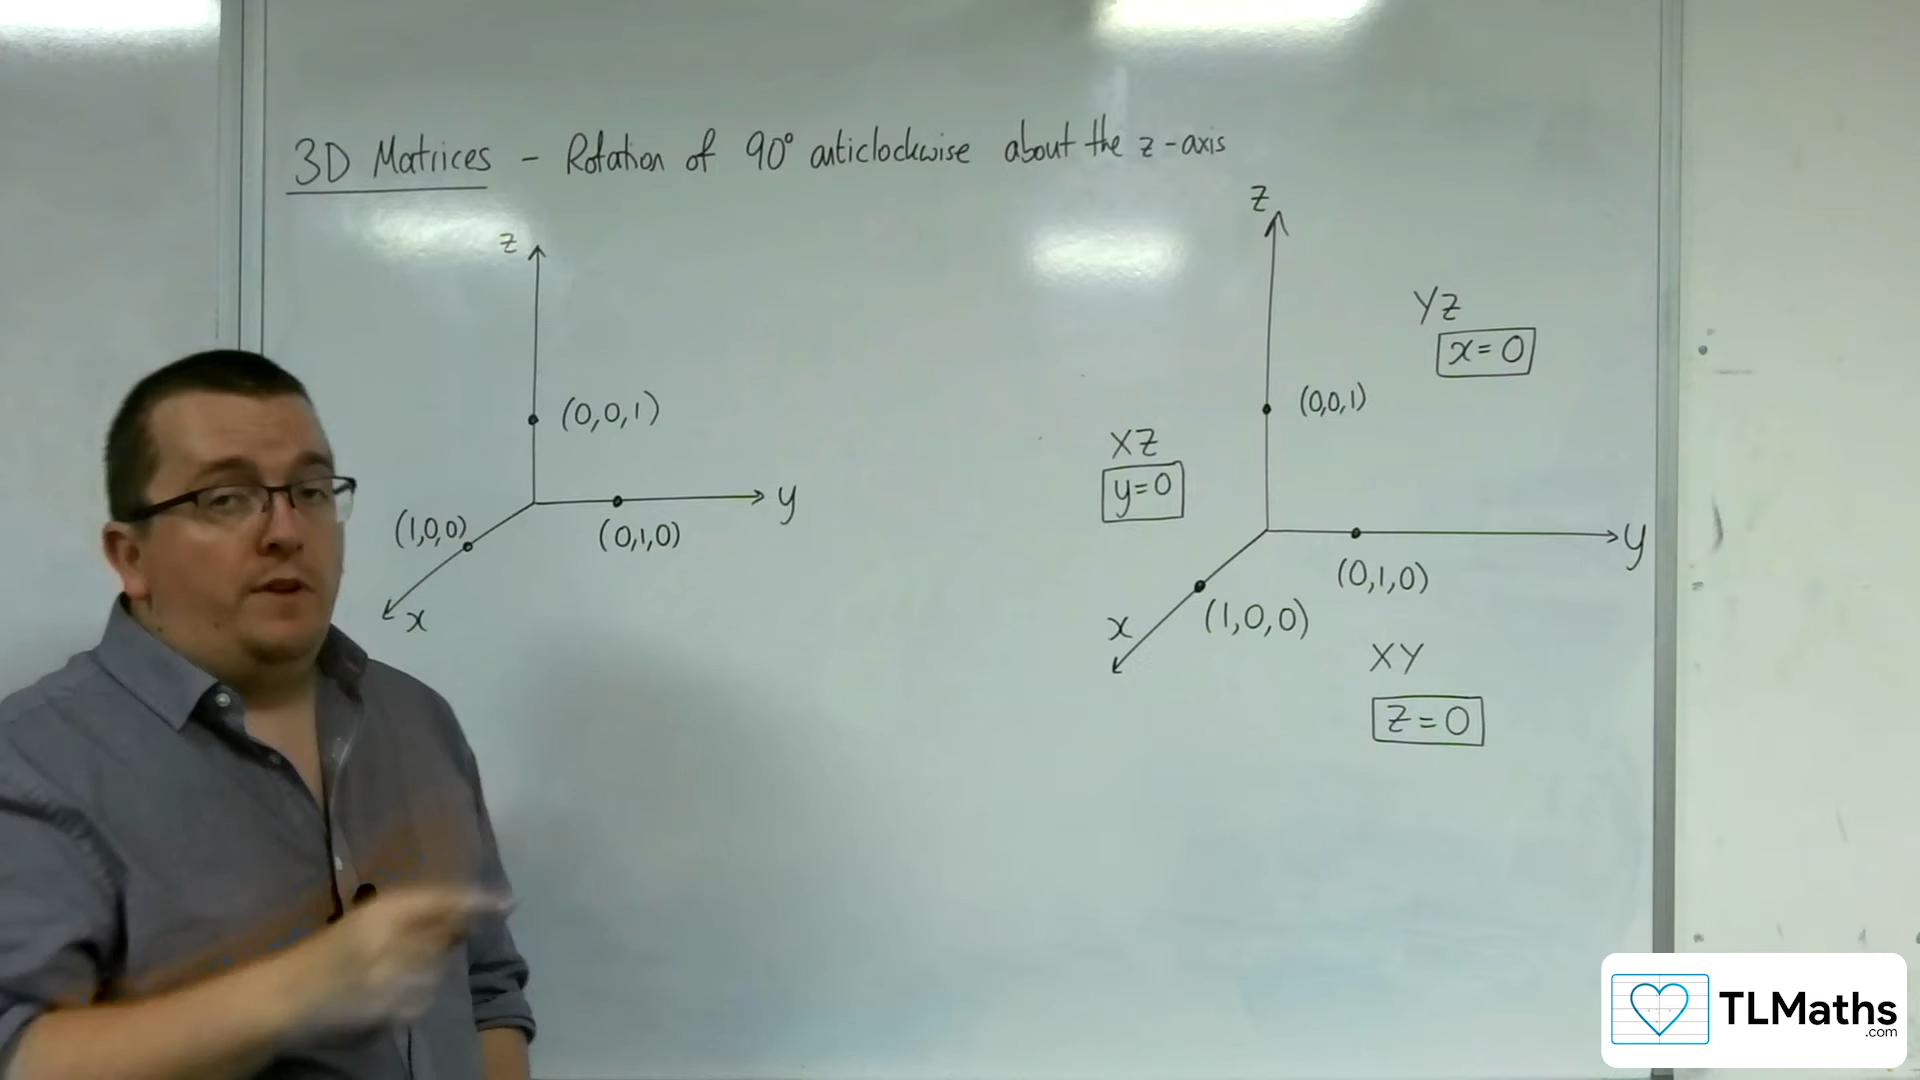 3D Matrices - Rotation of 90° anticlockwise about the z-axis
z
(0,0,1)
(1,0,0)
(0,1,0)
y
x
z
YZ
x=0
(0,0,1)
XZ
y=0
y
(0,1,0)
(1,0,0)
x
XY
z=0
TLMaths
.com